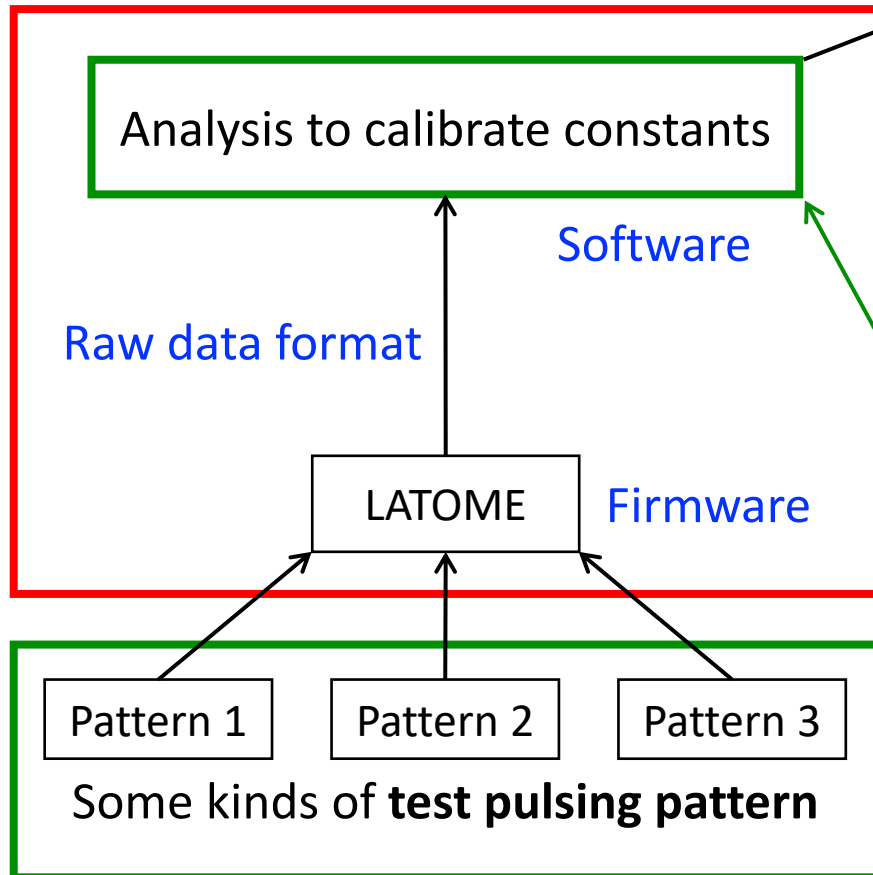 Analysis to calibrate constants
Software
Raw data format
LATOME
Firmware
Pattern 1
Pattern 2
Pattern 3
Some kinds of test pulsing pattern